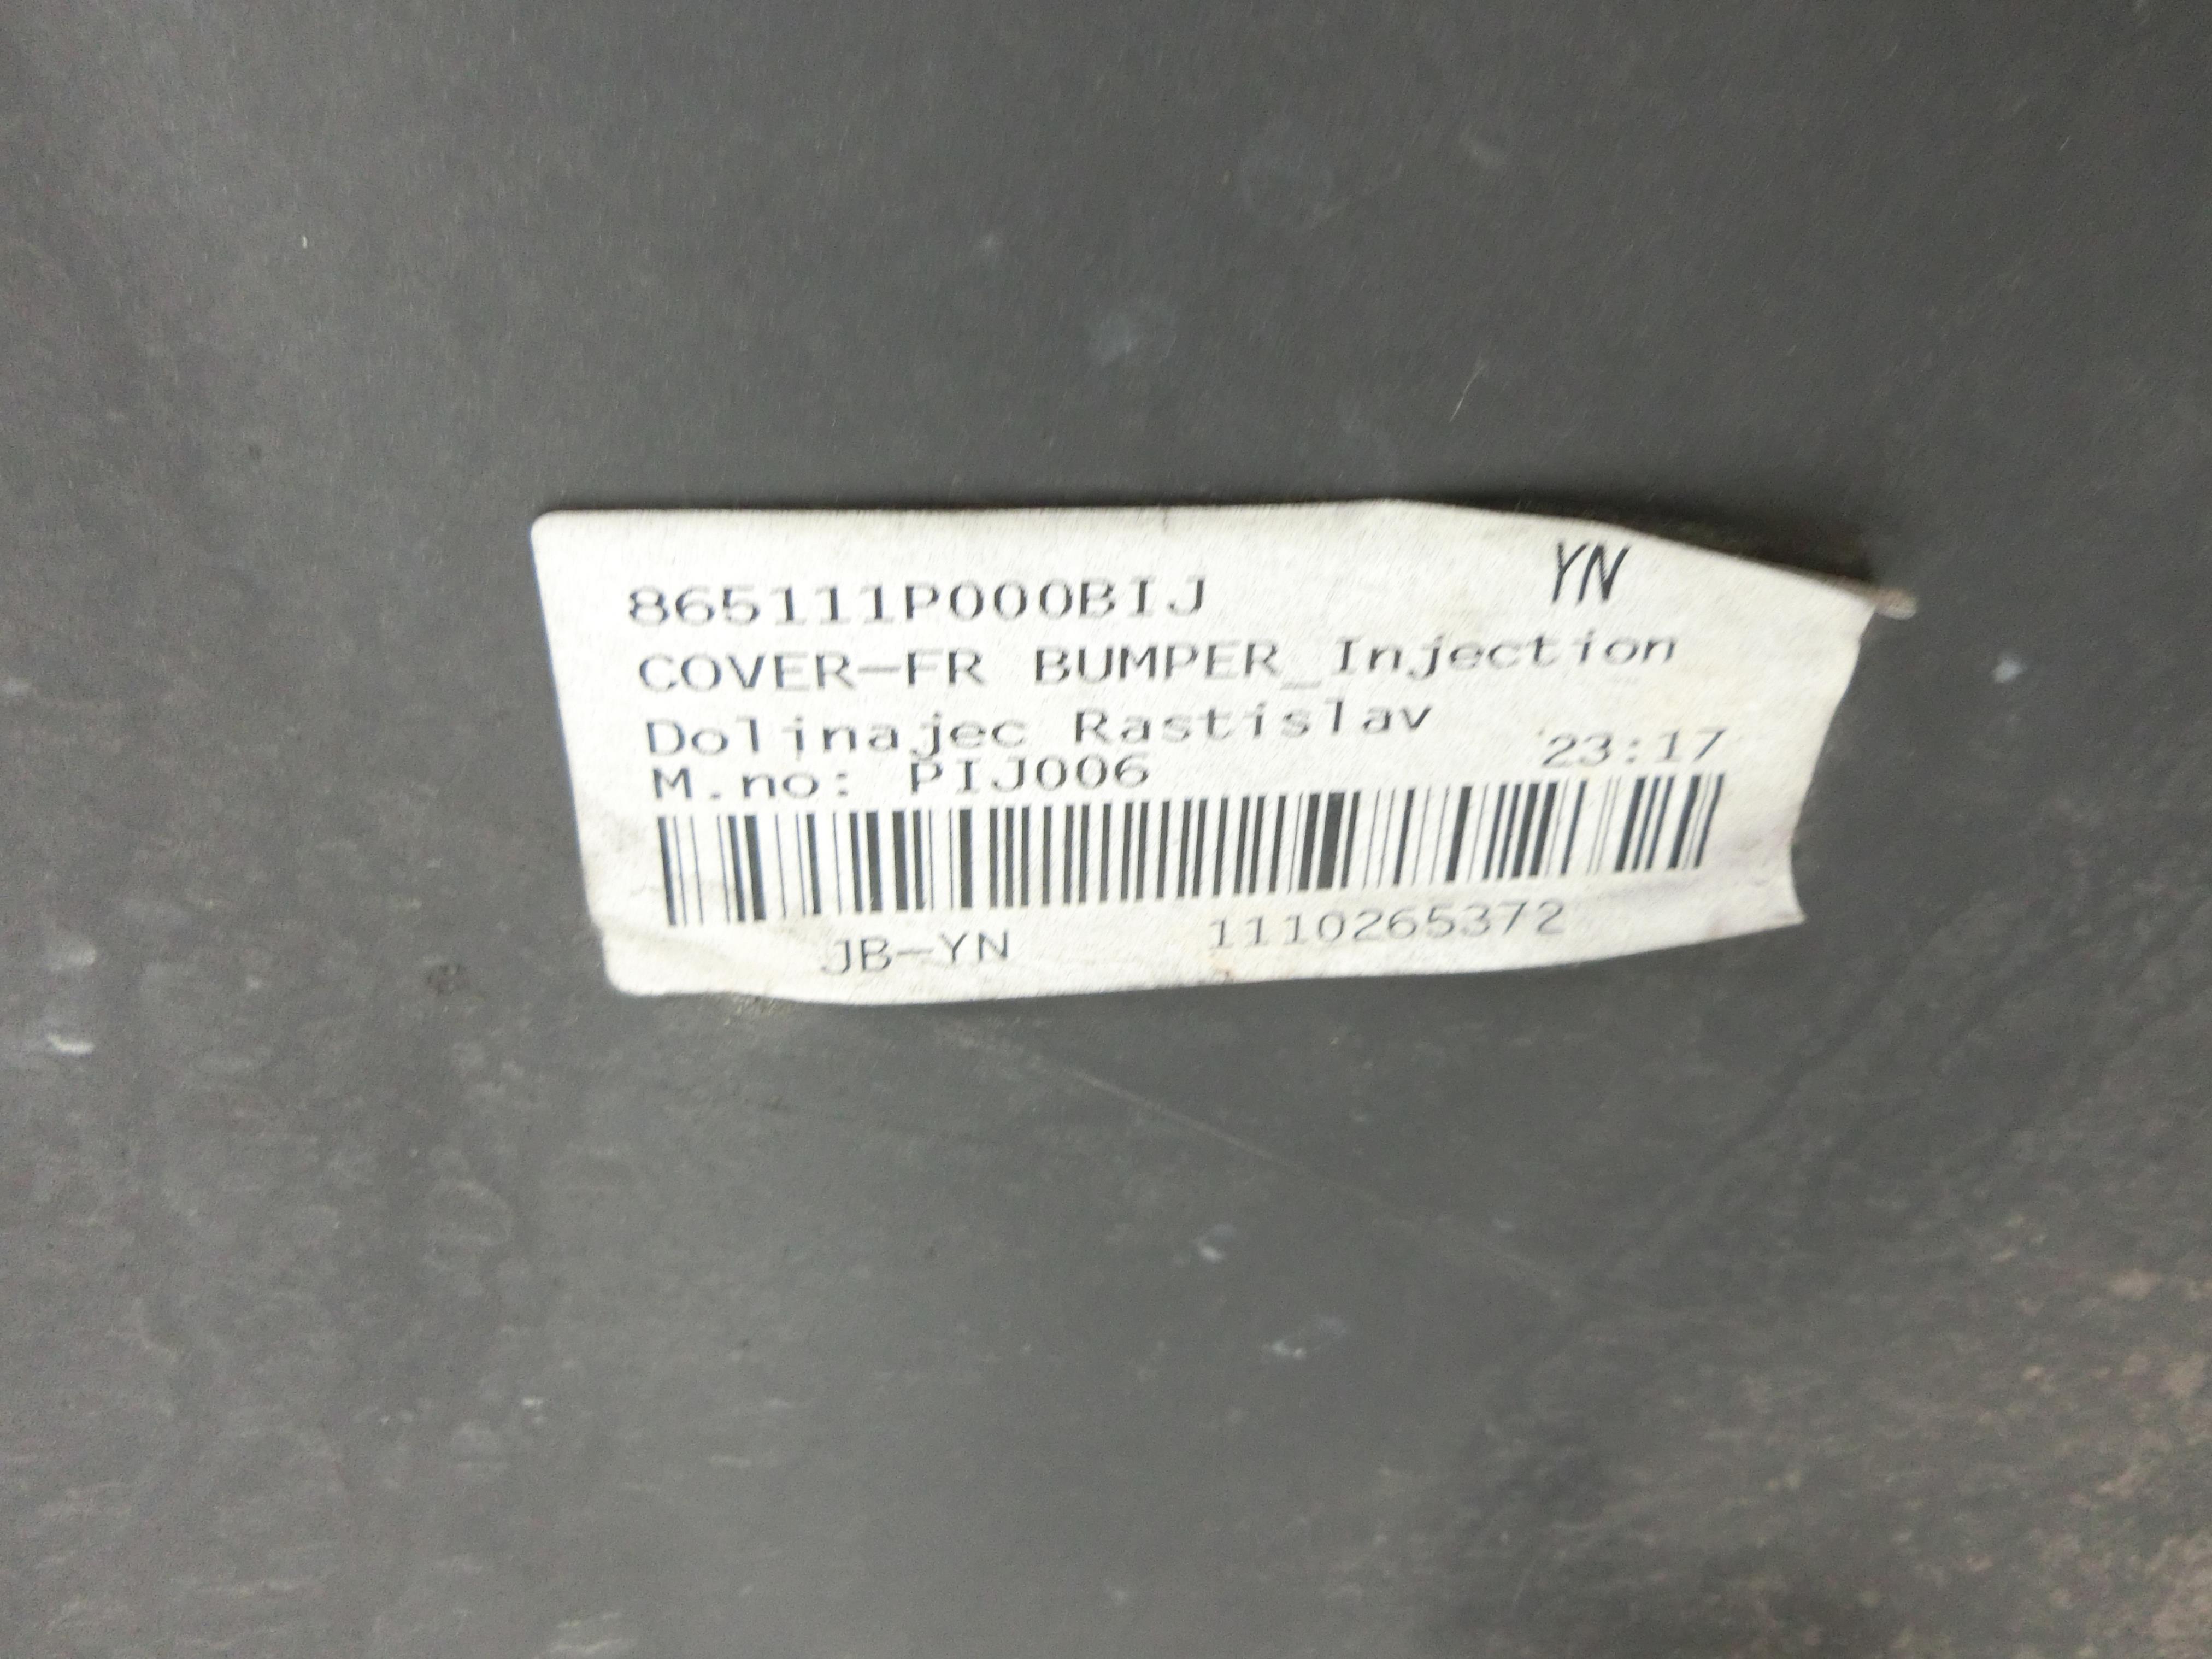 YN
865111P000BIJ
COVER-FR BUMPER_Injection
Dolinajec Rastislav
23:17
M.no: PIJ006
JB-YN 1110265372